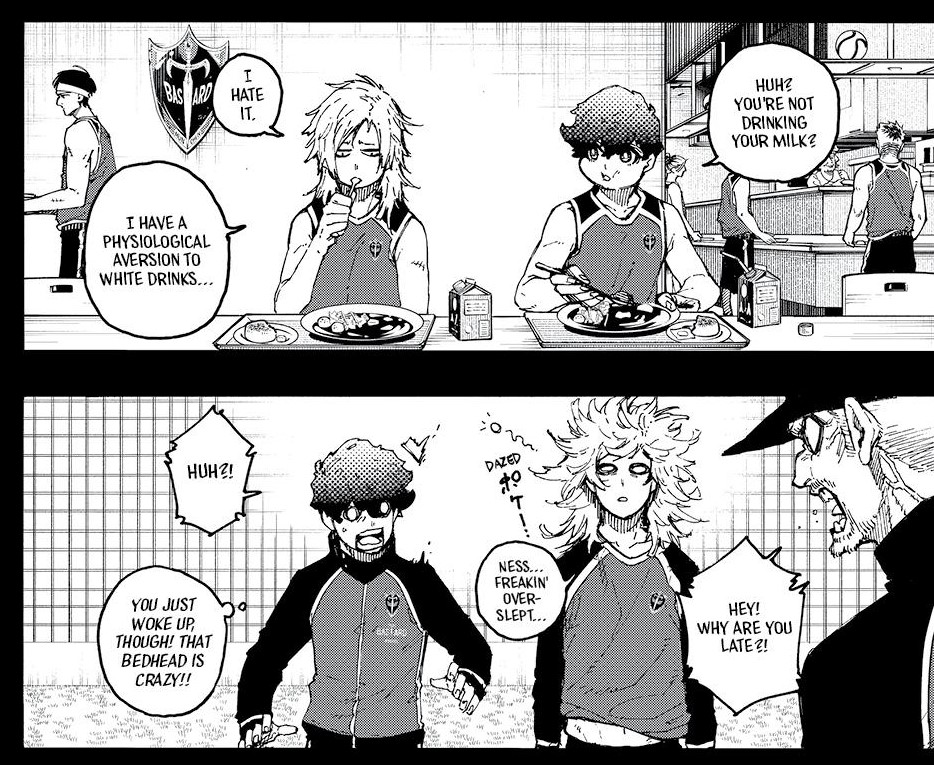 HUH?
YOU'RE NOT
DRINKING
YOUR MILK?
I
HATE
IT.
BASTARD
I HAVE A
PHYSIOLOGICAL
AVERSION TO
WHITE DRINKS...
HEY!
WHY ARE YOU
LATE?!
DAZED
NESS...
FREAKIN'
OVER-
SLEPT...
HUH?!
BASTARD
YOU JUST
WOKE UP,
THOUGH! THAT
BEDHEAD IS
CRAZY!!